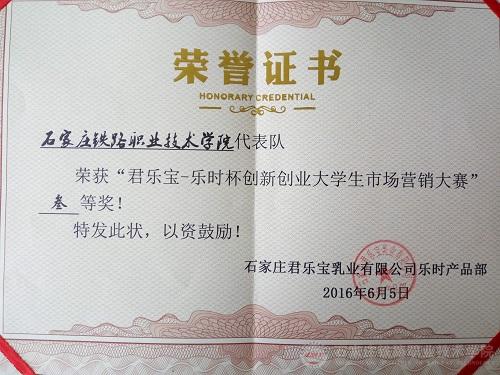 荣誉证书
HONORARY CREDENTIAL
石家庄铁路职业技术学院代表队
荣获“君乐宝-乐时杯创新创业大学生市场营销大赛”
叁 等奖!
特发此状,以资鼓励!
石家庄君乐宝乳业有限公司乐时产品部
2016年6月5日